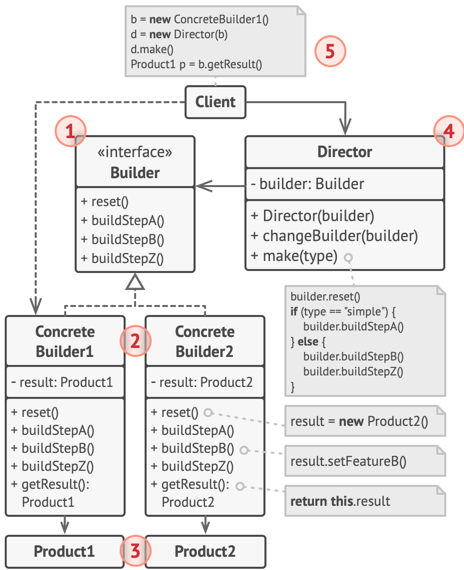 b = new ConcreteBuilder1()
d = new Director(b)
d.make()
Product1 p = b.getResult()
5
Client
1
«interface»
Builder
+ reset()
+ buildStepA()
+ buildStepB()
+ buildStepZ()
4
Director
- builder: Builder
+ Director(builder)
+ changeBuilder(builder)
+ make(type)
builder.reset()
if (type == "simple") {
builder.buildStepA()
} else {
builder.buildStepB()
builder.buildStepZ()
}
2
Concrete
Builder1
- result: Product1
+ reset()
+ buildStepA()
+ buildStepB()
+ buildStepZ()
+ getResult():
Product1
Concrete
Builder2
- result: Product2
+ reset()
+ buildStepA()
+ buildStepB()
+ buildStepZ()
+ getResult():
Product2
result = new Product2()
result.setFeatureB()
return this.result
3
Product1
Product2